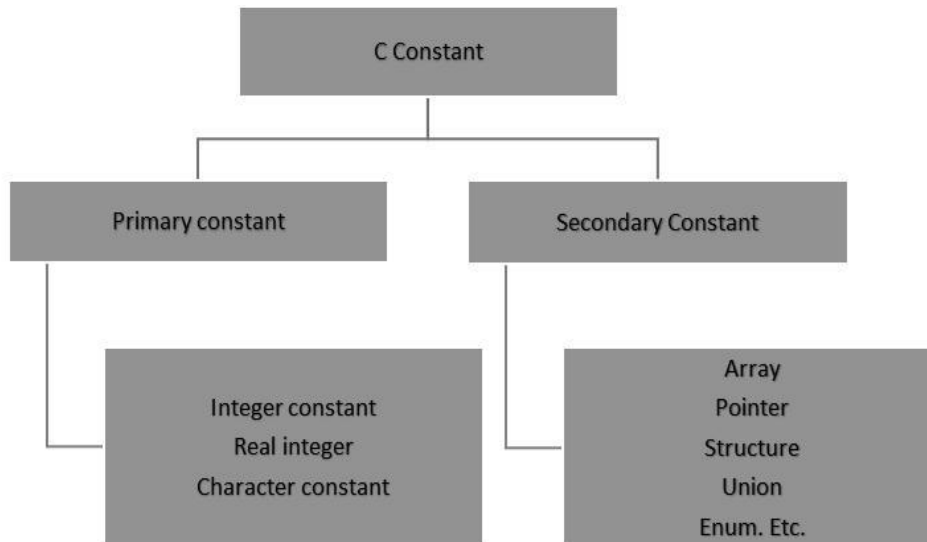 C Constant
Primary constant
Secondary Constant
Integer constant
Real integer
Character constant
Array
Pointer
Structure
Union
Enum. Etc.